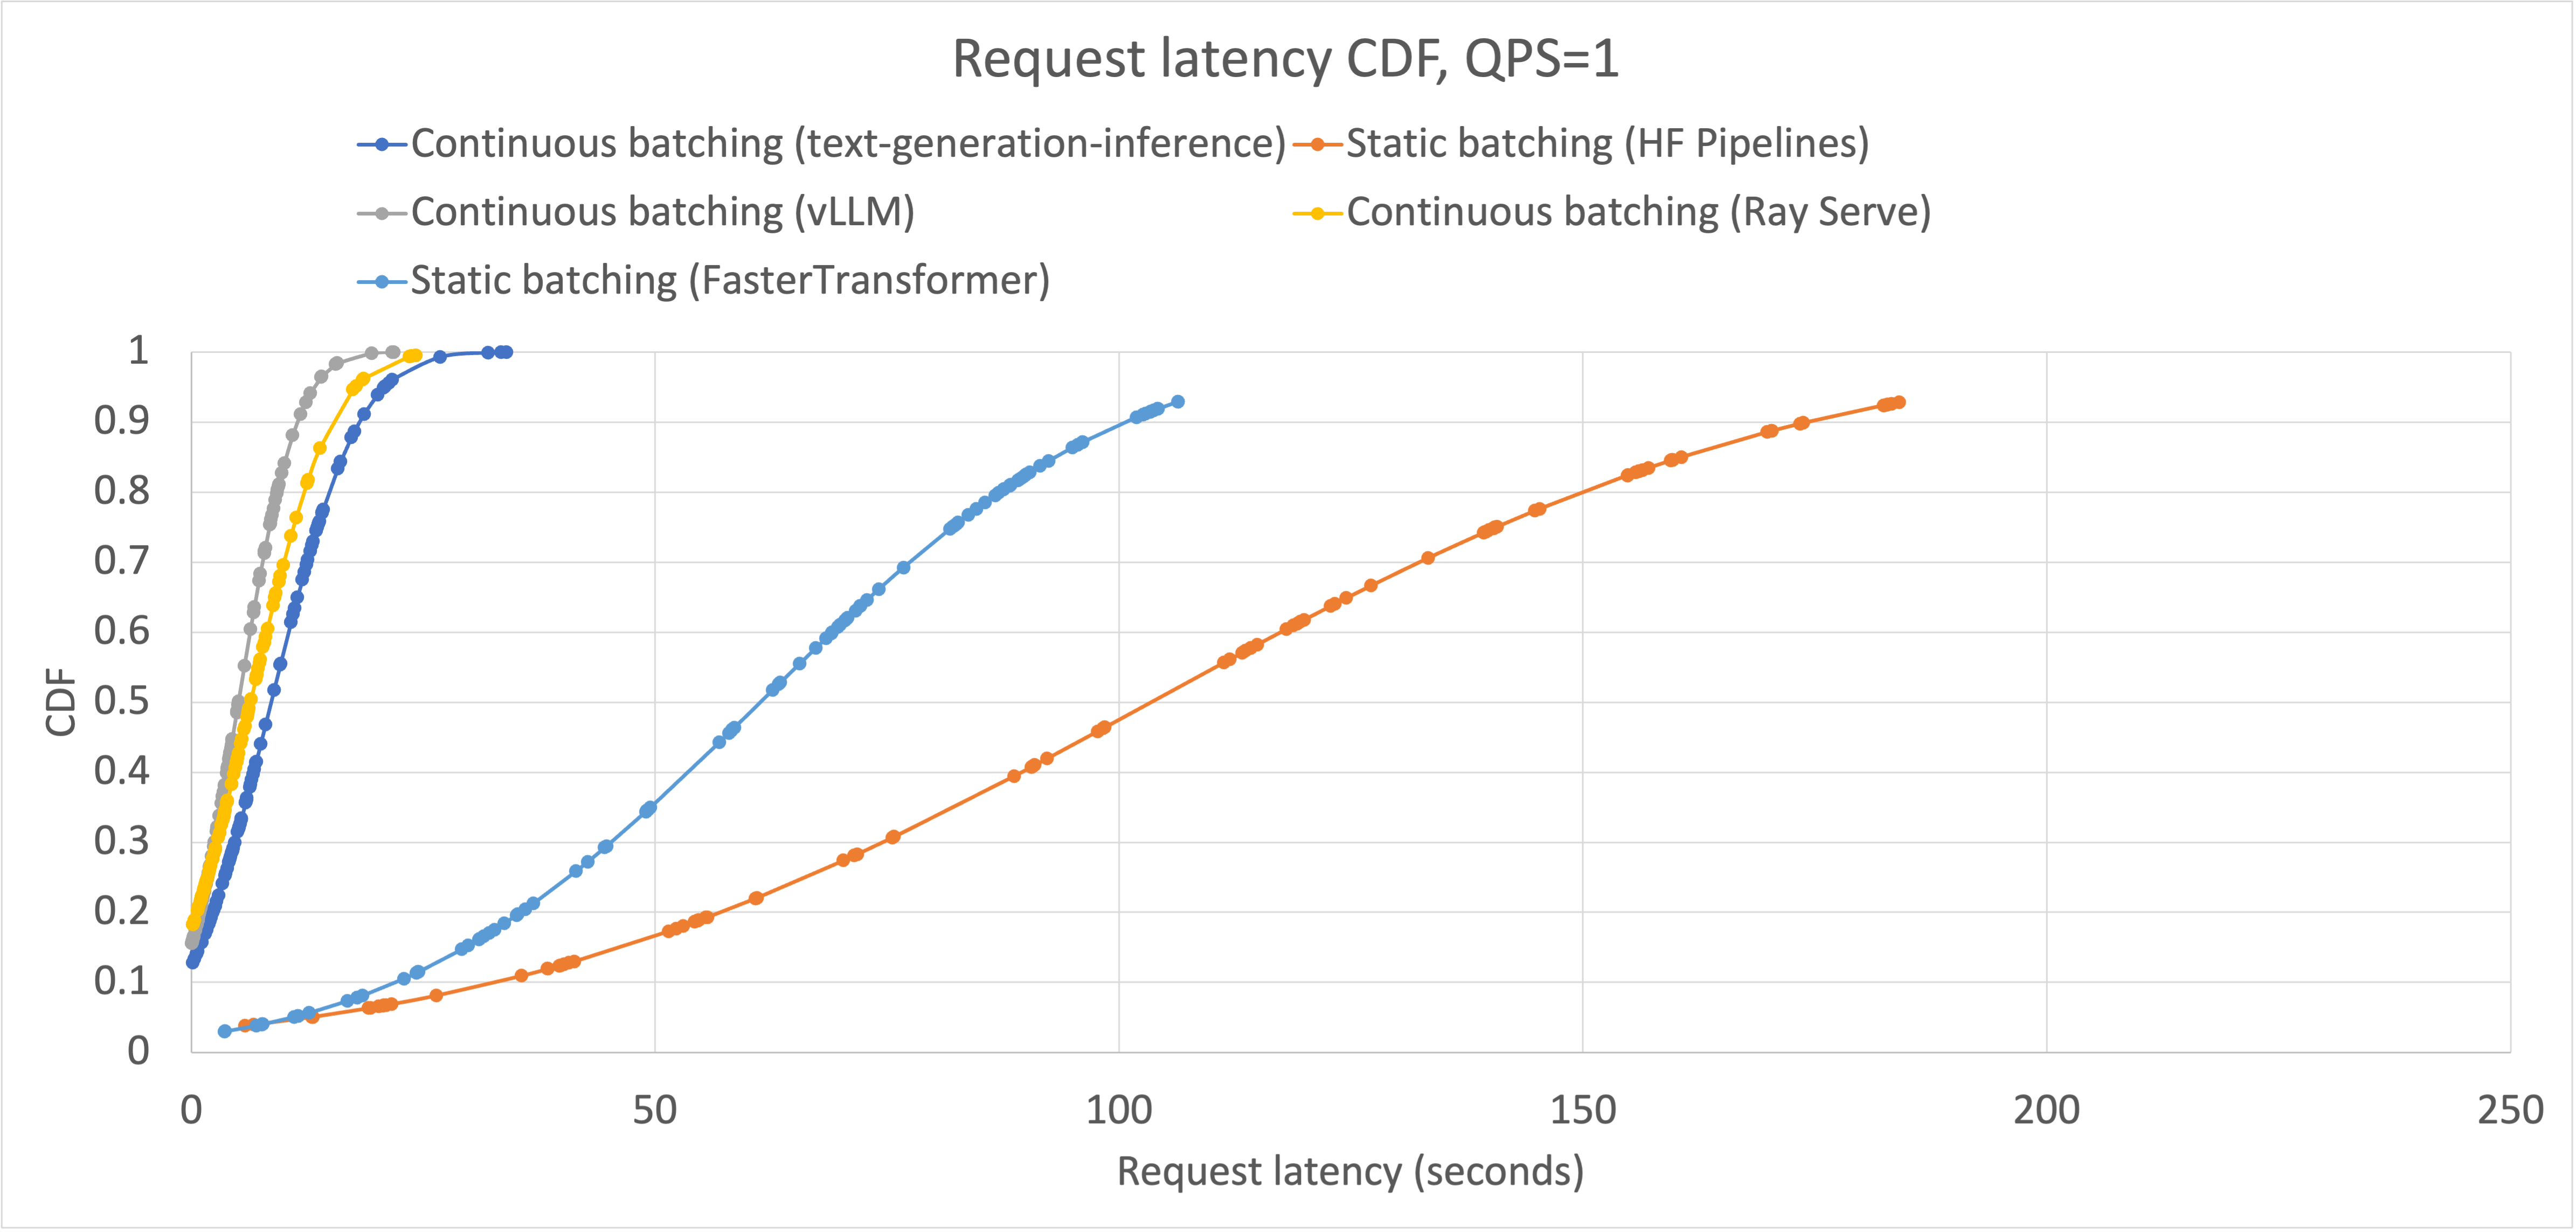 Request latency CDF, QPS=1
Continuous batching (text-generation-inference) Static batching (HF Pipelines)
Continuous batching (vLLM) Continuous batching (Ray Serve)
Static batching (FasterTransformer)
1
0.9
0.8
0.7
0.6
0.5
0.4
0.3
0.2
0.1
0
CDF
0 50 100 150 200 250
Request latency (seconds)